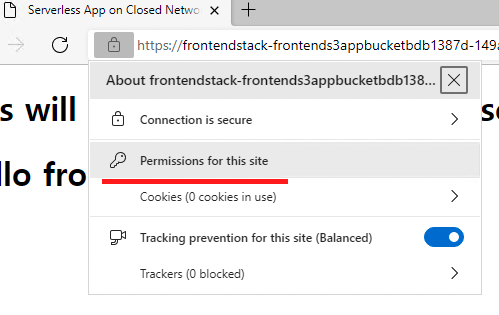 Serverless App on Closed Netwo
https://frontendstack-frontends3appbucketbdb1387d-149a
About frontendstack-frontends3appbucketbdb138...
s will
Connection is secure
Permissions for this site
llo fro
Cookies (0 cookies in use)
Tracking prevention for this site (Balanced)
Trackers (0 blocked)